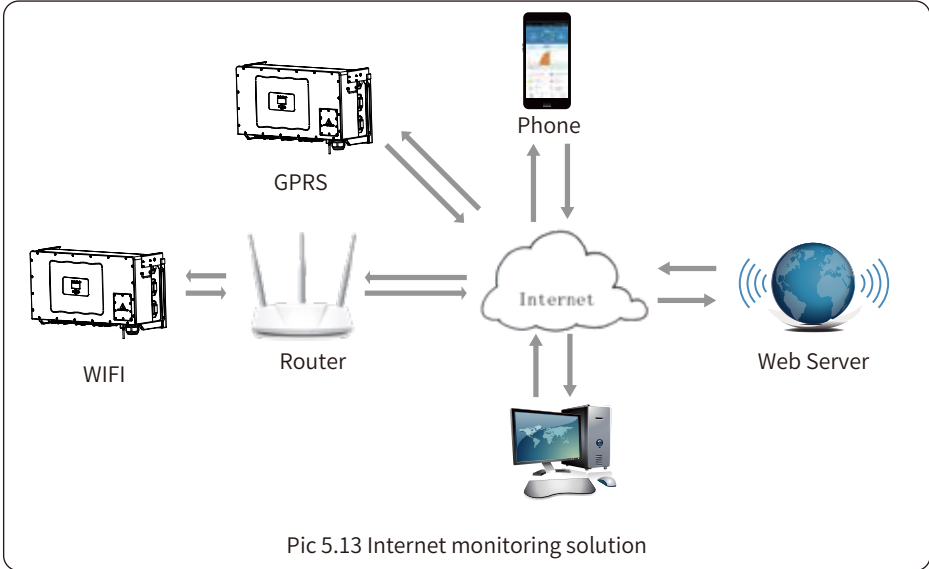 Phone
GPRS
Internet
WIFI
Router
Web Server
Pic 5.13 Internet monitoring solution